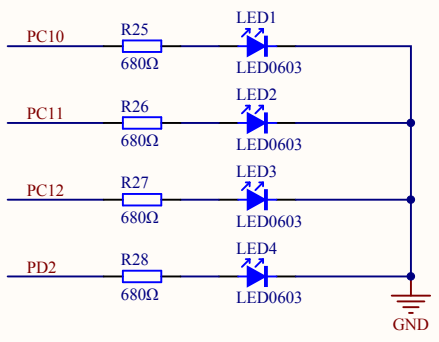 LED1
PC10
R25
680Ω
LED0603
LED2
PC11
R26
680Ω
LED0603
LED3
PC12
R27
680Ω
LED0603
LED4
PD2
R28
680Ω
LED0603
GND